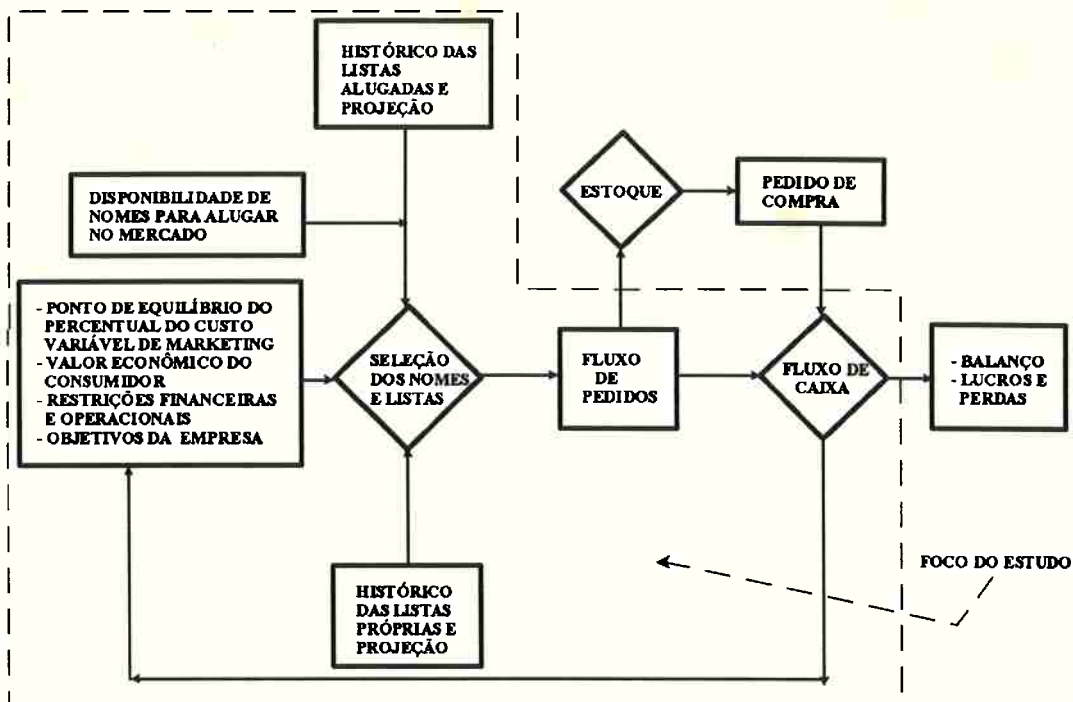 HISTÓRICO DAS
LISTAS
ALUGADAS E
PROJEÇÃO
DISPONIBILIDADE DE
NOMES PARA ALUGAR
NO MERCADO
ESTOQUE
PEDIDO DE
COMPRA
- PONTO DE EQUILÍBRIO DO
PERCENTUAL DO CUSTO
VARIÁVEL DE MARKETING
- VALOR ECONÔMICO DO
CONSUMIDOR
- RESTRIÇÕES FINANCEIRAS
E OPERACIONAIS
- OBJETIVOS DA EMPRESA
SELEÇÃO
DOS NOMES
E LISTAS
FLUXO
DE
PEDIDOS
FLUXO DE
CAIXA
- BALANÇO
- LUCROS E
PERDAS
HISTÓRICO
DAS LISTAS
PRÓPRIAS E
PROJEÇÃO
FOCO DO ESTUDO